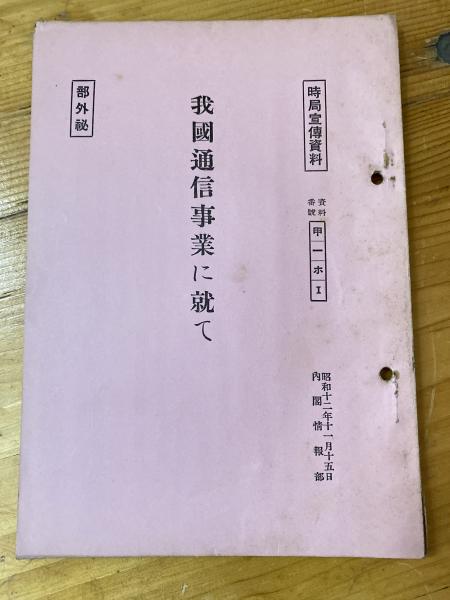 時局宣傳資料
資料番號
甲一ホI
昭和十二年十一月十五日
内閣情報部
我國通信事業に就て
部外祕